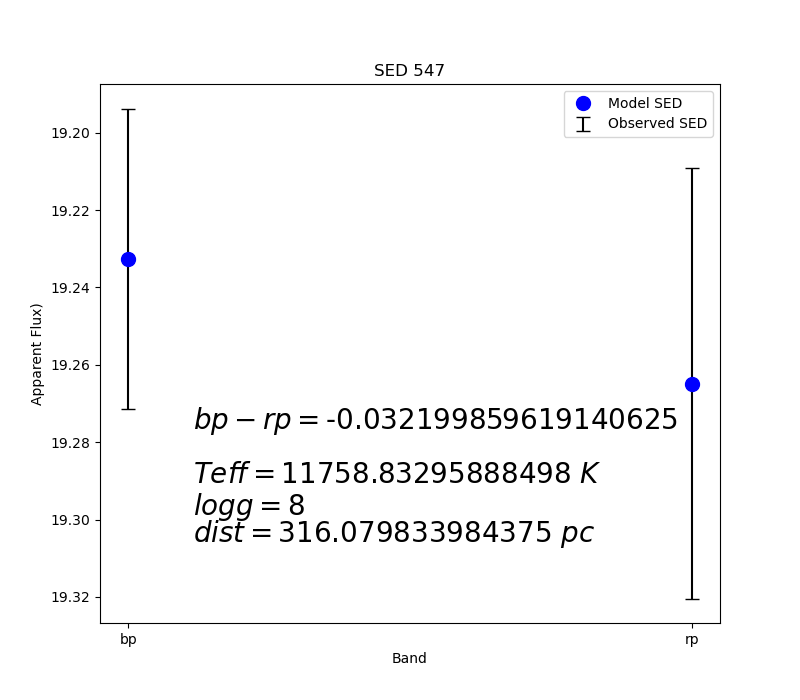 SED 547
Model SED
Observed SED
19.20
19.22
19.24
19.26
19.28
19.30
19.32
Apparent Flux)
bp − rp = -0.032199859619140625
Teff = 11758.83295888498 K
logg = 8
dist = 316.079833984375 pc
bp
rp
Band